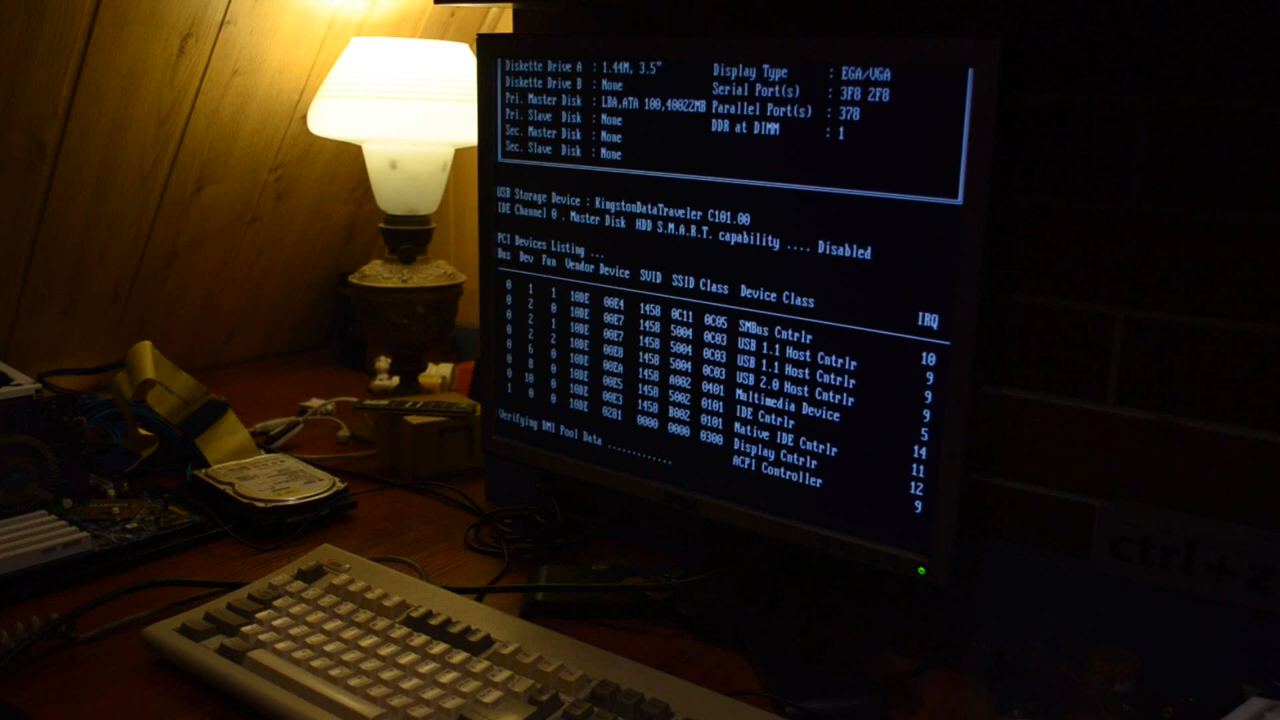 Diskette Drive A : 1.44M, 3.5" Display Type : EGA/VGA
Diskette Drive B : None Serial Port(s) : 3F8 2F8
Pri. Master Disk : LBA,ATA 100,40022MB Parallel Port(s) : 378
Pri. Slave Disk : None DDR at DIMM : 1
Sec. Master Disk : None
Sec. Slave Disk : None
USB Storage Device : KingstonDataTraveler C101.00
IDE Channel 0 . Master Disk HDD S.M.A.R.T. capability .... Disabled
PCI Devices Listing ...
Bus Dev Fun Vendor Device SVID SSID Class Device Class IRQ
0 1 1 10DE 00E4 1458 0C11 0C05 SMBus Cntrlr 10
0 2 0 10DE 00E7 1458 5004 0C03 USB 1.1 Host Cntrlr 9
0 2 1 10DE 00E7 1458 5004 0C03 USB 1.1 Host Cntrlr 9
0 2 2 10DE 00E8 1458 5004 0C03 USB 2.0 Host Cntrlr 9
0 6 0 10DE 00EA 1458 A002 0401 Multimedia Device 5
0 8 0 10DE 00E5 1458 5002 0101 IDE Cntrlr 14
0 10 0 10DE 00E3 1458 B002 0101 Native IDE Cntrlr 11
1 0 0 10DE 0281 0000 0000 0300 Display Cntrlr 12
ACPI Controller 9
Verifying DMI Pool Data ............
ctrl+z